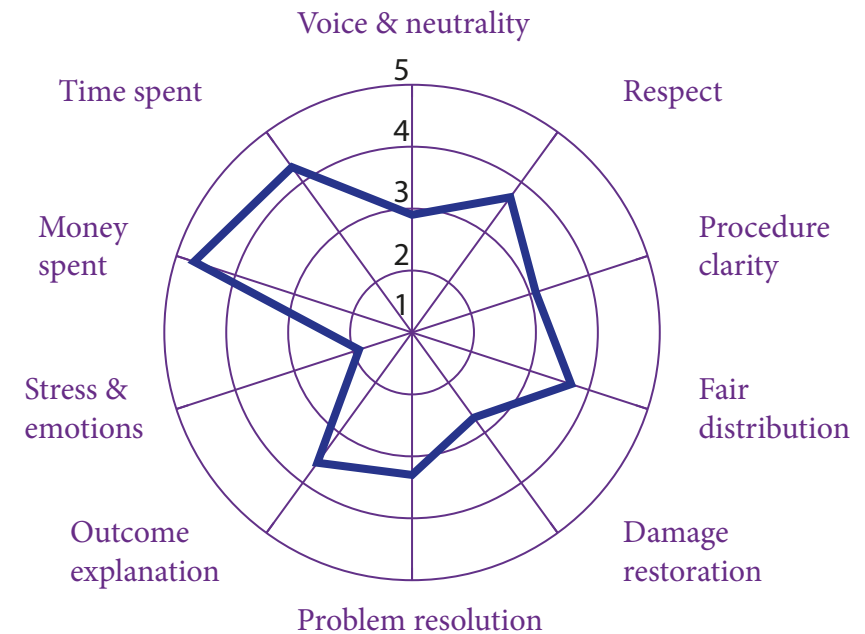 Voice & neutrality
Time spent
5
Respect
4
3
Money
spent
Procedure
clarity
2
1
Stress &
emotions
Fair
distribution
Outcome
explanation
Damage
restoration
Problem resolution